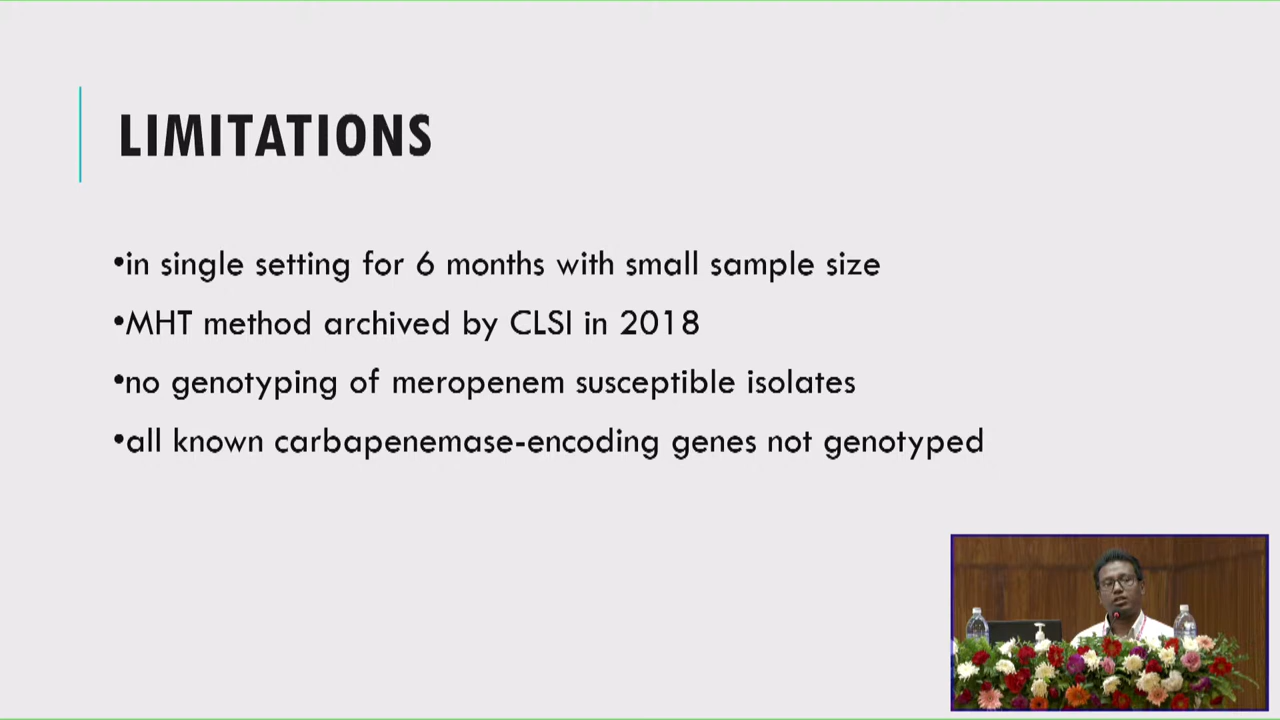 LIMITATIONS
•in single setting for 6 months with small sample size
•MHT method archived by CLSI in 2018
•no genotyping of meropenem susceptible isolates
•all known carbapenemase-encoding genes not genotyped